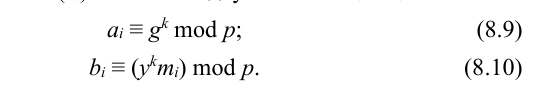 aᵢ ≡ gᵏ mod p; (8.9)
bᵢ ≡ (yᵏmᵢ) mod p. (8.10)